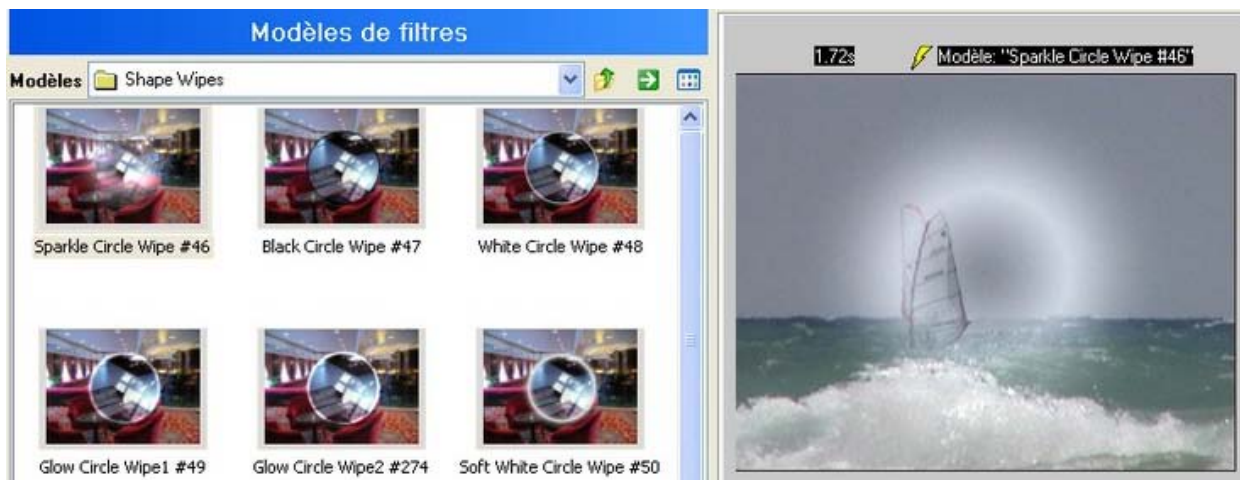 Modèles de filtres
Modèles Shape Wipes
Sparkle Circle Wipe #46
Black Circle Wipe #47
White Circle Wipe #48
Glow Circle Wipe1 #49
Glow Circle Wipe2 #274
Soft White Circle Wipe #50
1.72s
Modèle: "Sparkle Circle Wipe #46"